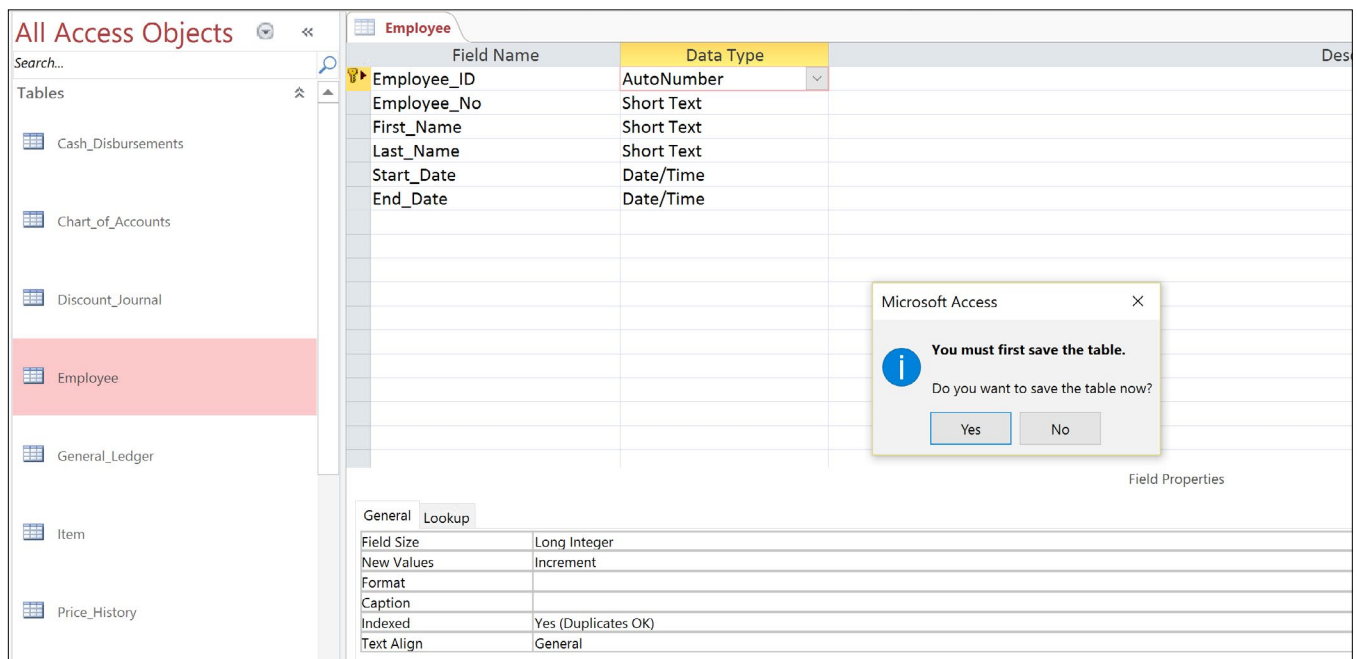 All Access Objects
Search...
Tables
Cash_Disbursements
Chart_of_Accounts
Discount_Journal
Employee
General_Ledger
Item
Price_History
Employee
Field Name Data Type
Employee_ID AutoNumber
Employee_No Short Text
First_Name Short Text
Last_Name Short Text
Start_Date Date/Time
End_Date Date/Time
Microsoft Access
You must first save the table.
Do you want to save the table now?
Yes No
Field Properties
General Lookup
Field Size Long Integer
New Values Increment
Format
Caption
Indexed Yes (Duplicates OK)
Text Align General